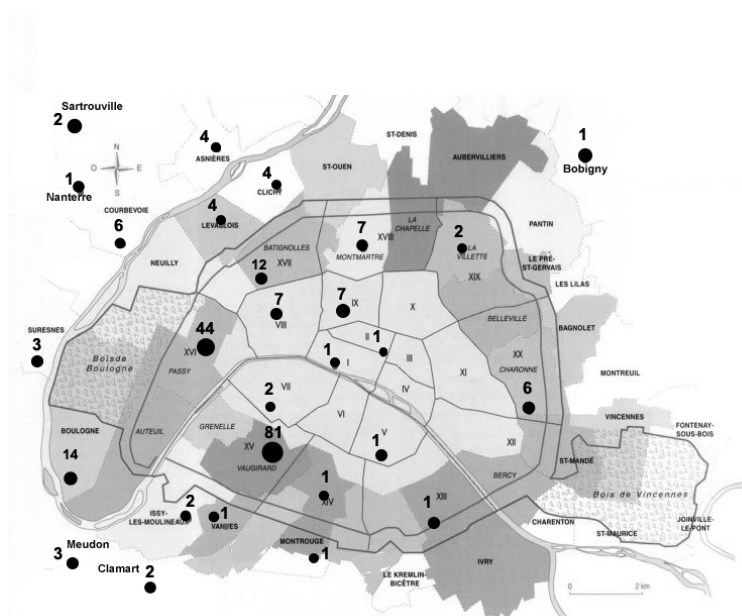 Sartrouville
2
4
ASNIÈRES
ST-DENIS
1
Bobigny
N
O
E
S
AUBERVILLIERS
ST-OUEN
4
CLICHY
1
Nanterre
COURBEVOIE
6
4
LEVALLOIS
LA
CHAPELLE
PANTIN
7
XVIII
MONTMARTRE
2
LA
VILLETTE
BATIGNOLLES
XVII
12
NEUILLY
LE PRÉ-
ST-GERVAIS
XIX
LES LILAS
7
VIII
7
IX
X
BELLEVILLE
BAGNOLET
SURESNES
3
44
XVI
PASSY
Bois de
Boulogne
II
1
III
1
I
XI
XX
CHARONNE
6
MONTREUIL
IV
VII
2
VI
V
1
AUTEUIL
GRENELLE
81
XV
VAUGIRARD
BOULOGNE
14
XII
VINCENNES
FONTENAY-
SOUS-BOIS
ST-MANDÉ
BERCY
Bois de Vincennes
1
XIV
1
XIII
2
ISSY-
LES-MOULINEAUX
1
VANVES
CHARENTON
ST-MAURICE
JOINVILLE-
LE-PONT
MONTROUGE
1
IVRY
LE KREMLIN-
BICÊTRE
Meudon
3
Clamart
2
0 2 km